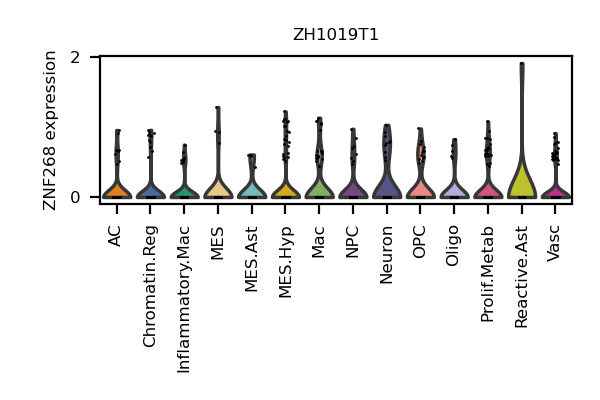 ZH1019T1
ZNF268 expression
2
0
AC
Chromatin.Reg
Inflammatory.Mac
MES
MES.Ast
MES.Hyp
Mac
NPC
Neuron
OPC
Oligo
Prolif.Metab
Reactive.Ast
Vasc